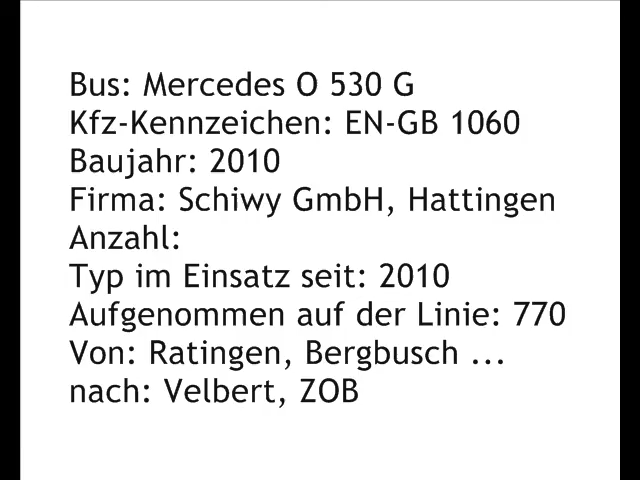 Bus: Mercedes O 530 G
Kfz-Kennzeichen: EN-GB 1060
Baujahr: 2010
Firma: Schiwy GmbH, Hattingen
Anzahl:
Typ im Einsatz seit: 2010
Aufgenommen auf der Linie: 770
Von: Ratingen, Bergbusch ...
nach: Velbert, ZOB